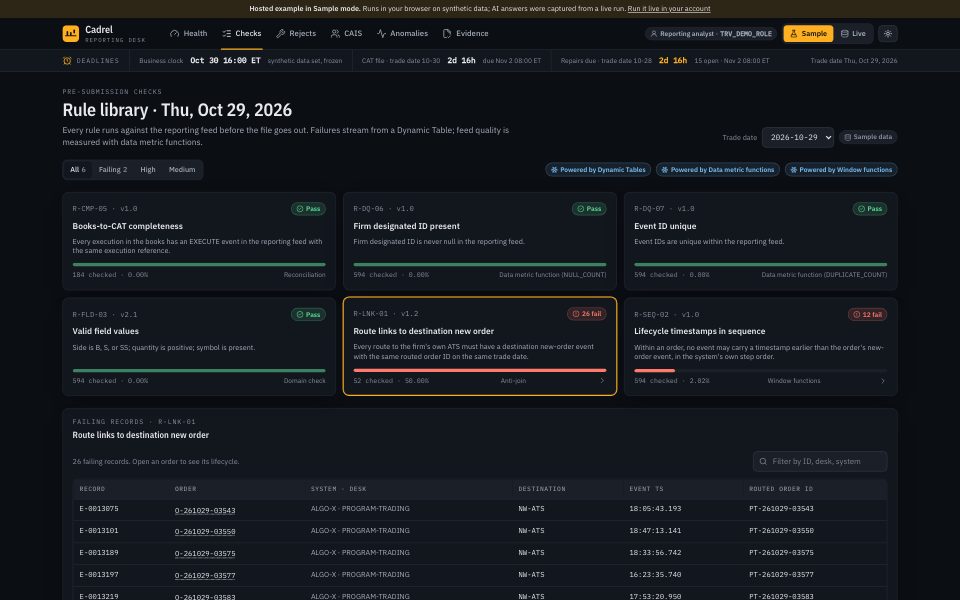 Hosted example in Sample mode. Runs in your browser on synthetic data; AI answers were captured from a live run. Run it live in your account
Cadrel
REPORTING DESK
Health
Checks
Rejects
CAIS
Anomalies
Evidence
Reporting analyst · TRV_DEMO_ROLE
Sample
Live
DEADLINES
Business clock Oct 30 16:00 ET synthetic data set, frozen
CAT file · trade date 10-30 2d 16h due Nov 2 08:00 ET
Repairs due · trade date 10-28 2d 16h 15 open · Nov 2 08:00 ET
Trade date Thu, Oct 29, 2026
PRE-SUBMISSION CHECKS
Rule library · Thu, Oct 29, 2026
Every rule runs against the reporting feed before the file goes out. Failures stream from a Dynamic Table; feed quality is
measured with data metric functions.
Trade date 2026-10-29 Sample data
All 6 Failing 2 High Medium
Powered by Dynamic Tables
Powered by Data metric functions
Powered by Window functions
R-CMP-05 · v1.0 Pass
Books-to-CAT completeness
Every execution in the books has an EXECUTE event in the reporting feed with
the same execution reference.
184 checked · 0.00% Reconciliation
R-DQ-06 · v1.0 Pass
Firm designated ID present
Firm designated ID is never null in the reporting feed.
594 checked · 0.00% Data metric function (NULL_COUNT)
R-DQ-07 · v1.0 Pass
Event ID unique
Event IDs are unique within the reporting feed.
594 checked · 0.00% Data metric function (DUPLICATE_COUNT)
R-FLD-03 · v2.1 Pass
Valid field values
Side is B, S, or SS; quantity is positive; symbol is present.
594 checked · 0.00% Domain check
R-LNK-01 · v1.2 26 fail
Route links to destination new order
Every route to the firm's own ATS must have a destination new-order event
with the same routed order ID on the same trade date.
52 checked · 50.00% Anti-join
R-SEQ-02 · v1.0 12 fail
Lifecycle timestamps in sequence
Within an order, no event may carry a timestamp earlier than the order's new-
order event, in the system's own step order.
594 checked · 2.02% Window functions
FAILING RECORDS · R-LNK-01
Route links to destination new order
26 failing records. Open an order to see its lifecycle.
Filter by ID, desk, system
RECORD ORDER SYSTEM · DESK DESTINATION EVENT TS ROUTED ORDER ID
E-0013075 O-261029-03543 ALGO-X · PROGRAM-TRADING NW-ATS 18:05:43.193 PT-261029-03543
E-0013101 O-261029-03550 ALGO-X · PROGRAM-TRADING NW-ATS 18:47:13.141 PT-261029-03550
E-0013189 O-261029-03575 ALGO-X · PROGRAM-TRADING NW-ATS 18:33:56.742 PT-261029-03575
E-0013197 O-261029-03577 ALGO-X · PROGRAM-TRADING NW-ATS 16:23:35.740 PT-261029-03577
E-0013219 O-261029-03583 ALGO-X · PROGRAM-TRADING NW-ATS 17:53:20.950 PT-261029-03583